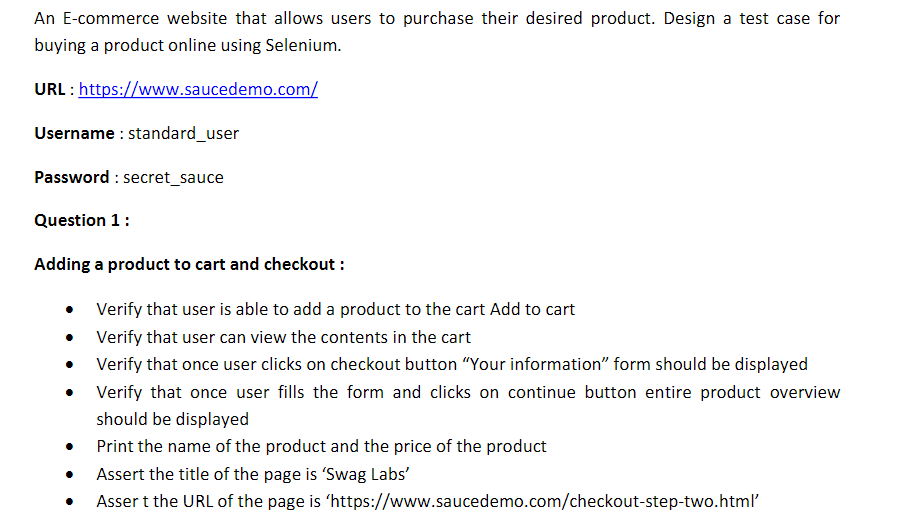 An E-commerce website that allows users to purchase their desired product. Design a test case for
buying a product online using Selenium.
URL : https://www.saucedemo.com/
Username : standard_user
Password : secret_sauce
Question 1 :
Adding a product to cart and checkout :
• Verify that user is able to add a product to the cart Add to cart
• Verify that user can view the contents in the cart
• Verify that once user clicks on checkout button “Your information” form should be displayed
• Verify that once user fills the form and clicks on continue button entire product overview
should be displayed
• Print the name of the product and the price of the product
• Assert the title of the page is ‘Swag Labs’
• Asser t the URL of the page is ‘https://www.saucedemo.com/checkout-step-two.html’